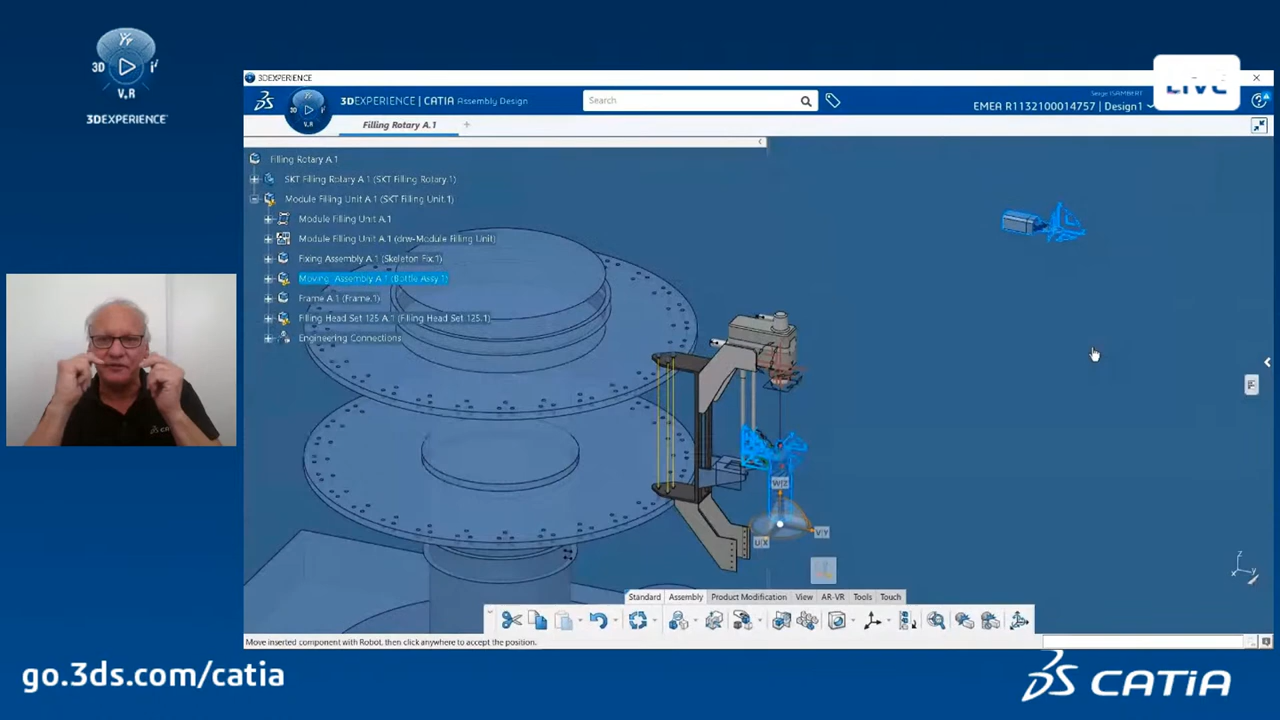 3D
V.R
3DEXPERIENCE
LIVE
3DEXPERIENCE
3DEXPERIENCE | CATIA Assembly Design
Search
EMEA R1132100014757 | Design1
3D
V.R
Filling Rotary A.1
Filling Rotary A.1
SKT Filling Rotary A.1 (SKT Filling Rotary.1)
Module Filling Unit A.1 (SKT Filling Unit.1)
Module Filling Unit A.1
Module Filling Unit A.1 (drw-Module Filling Unit)
Fixing Assembly A.1 (Skeleton Fix.1)
Moving Assembly A.1 (Bottle Assy.1)
Frame A.1 (Frame.1)
Filling Head Set 125 A.1 (Filling Head Set.125.1)
Engineering Connections
W|Z
U|X
V|Y
z
x
y
Standard Assembly Product Modification View AR-VR Tools Touch
Move inserted component with Robot, then click anywhere to accept the position.
go.3ds.com/catia
CATIA